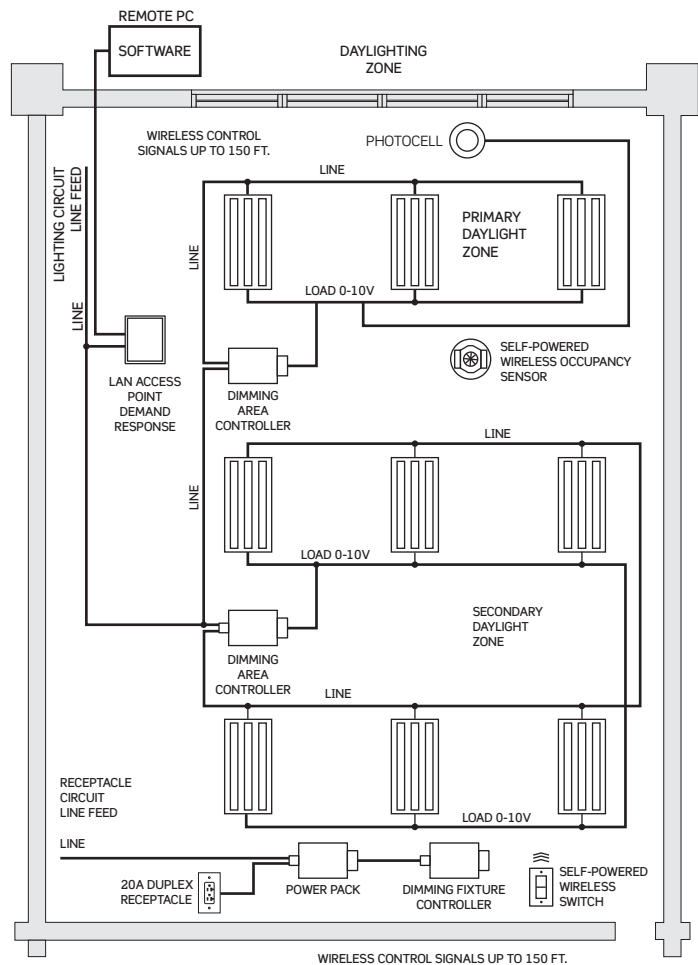 REMOTE PC
SOFTWARE
DAYLIGHTING
ZONE
WIRELESS CONTROL
SIGNALS UP TO 150 FT.
PHOTOCELL
LINE
LIGHTING CIRCUIT
LINE FEED
LINE
PRIMARY
DAYLIGHT
ZONE
LINE
LOAD 0-10V
LAN ACCESS
POINT
DEMAND
RESPONSE
DIMMING
AREA
CONTROLLER
SELF-POWERED
WIRELESS OCCUPANCY
SENSOR
LINE
LINE
LOAD 0-10V
SECONDARY
DAYLIGHT
ZONE
DIMMING
AREA
CONTROLLER
LINE
RECEPTACLE
CIRCUIT
LINE FEED
LOAD 0-10V
LINE
20A DUPLEX
RECEPTACLE
POWER PACK
DIMMING FIXTURE
CONTROLLER
SELF-POWERED
WIRELESS
SWITCH
WIRELESS CONTROL SIGNALS UP TO 150 FT.